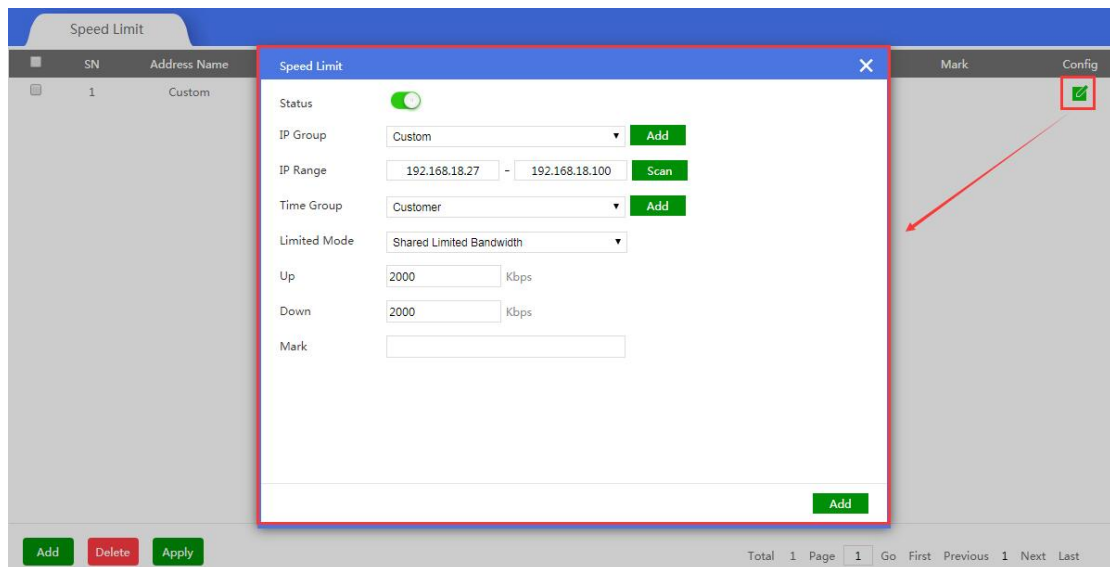 Speed Limit
SN Address Name Mark Config
1 Custom
Speed Limit
Status
IP Group Custom Add
IP Range 192.168.18.27 - 192.168.18.100 Scan
Time Group Customer Add
Limited Mode Shared Limited Bandwidth
Up 2000 Kbps
Down 2000 Kbps
Mark
Add
Add Delete Apply Total 1 Page 1 Go First Previous 1 Next Last